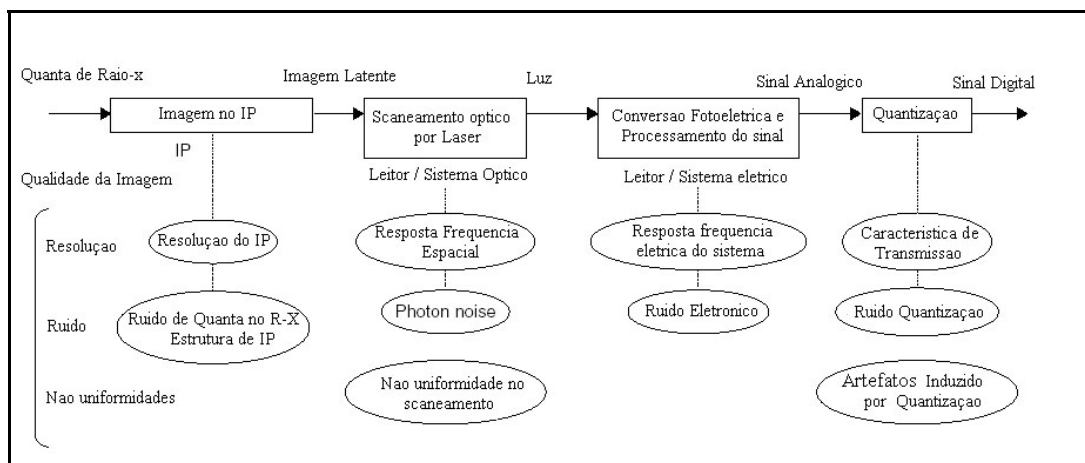 Quanta de Raio-x
Imagem Latente
Luz
Sinal Analogico
Sinal Digital
Imagem no IP
Scaneamento optico
por Laser
Conversao Fotoeletrica e
Processamento do sinal
Quantizaçao
IP
Leitor / Sistema Optico
Leitor / Sistema eletrico
Qualidade da Imagem
Resoluçao
Resoluçao do IP
Resposta Frequência
Espacial
Resposta frequência
eletrica do sistema
Caracteristica de
Transmissao
Ruido
Ruido de Quanta no R-X
Estrutura de IP
Photon noise
Ruido Eletronico
Ruido Quantizaçao
Nao uniformidades
Nao uniformidade no
scaneamento
Artefatos Induzido
por Quantizaçao